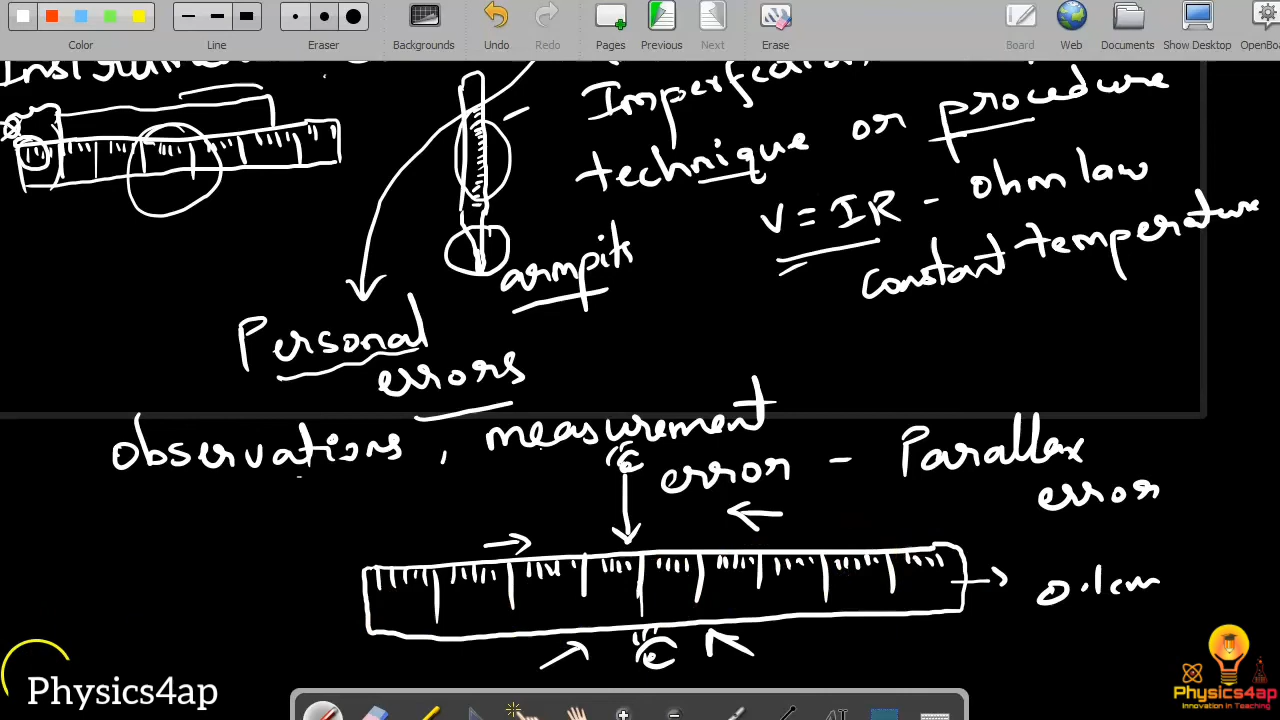 Color
Line
Eraser
Backgrounds
Undo
Redo
Pages
Previous
Next
Erase
Board
Web
Documents
Show Desktop
OpenBo
technique or procedure
V = IR - ohm law
constant temperature
armpits
Personal
errors
observations, measurement
error - Parallax
error
0.1cm
Physics4ap
Physics4ap
Innovation in Teaching